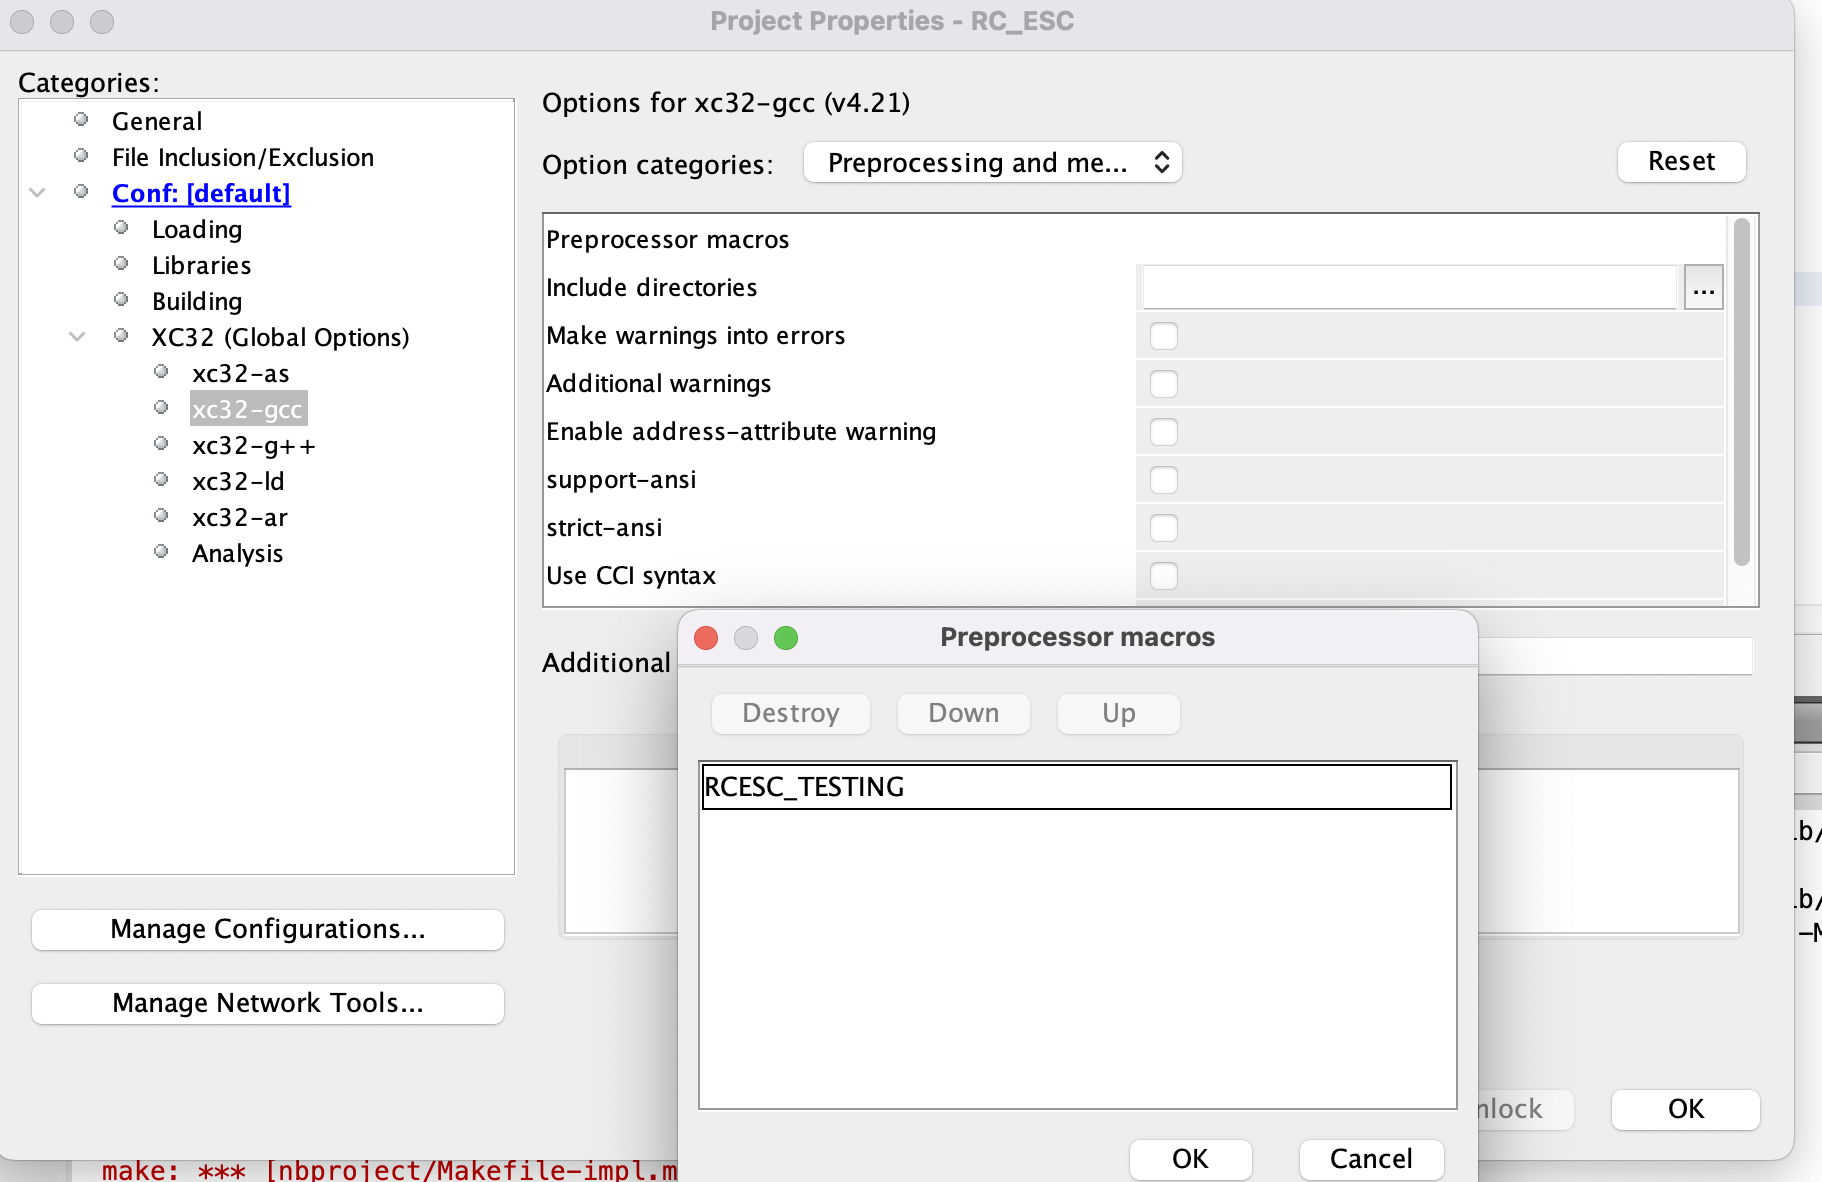 Project Properties - RC_ESC
Categories:
General
File Inclusion/Exclusion
Conf: [default]
Loading
Libraries
Building
XC32 (Global Options)
xc32-as
xc32-gcc
xc32-g++
xc32-ld
xc32-ar
Analysis
Manage Configurations...
Manage Network Tools...
Options for xc32-gcc (v4.21)
Option categories:
Preprocessing and me...
Reset
Preprocessor macros
Include directories
...
Make warnings into errors
Additional warnings
Enable address-attribute warning
support-ansi
strict-ansi
Use CCI syntax
Additional
Preprocessor macros
Destroy
Down
Up
RCESC_TESTING
OK
Cancel
nlock
OK
make: *** [nbproject/Makefile-impl.m
b/
b/
-M